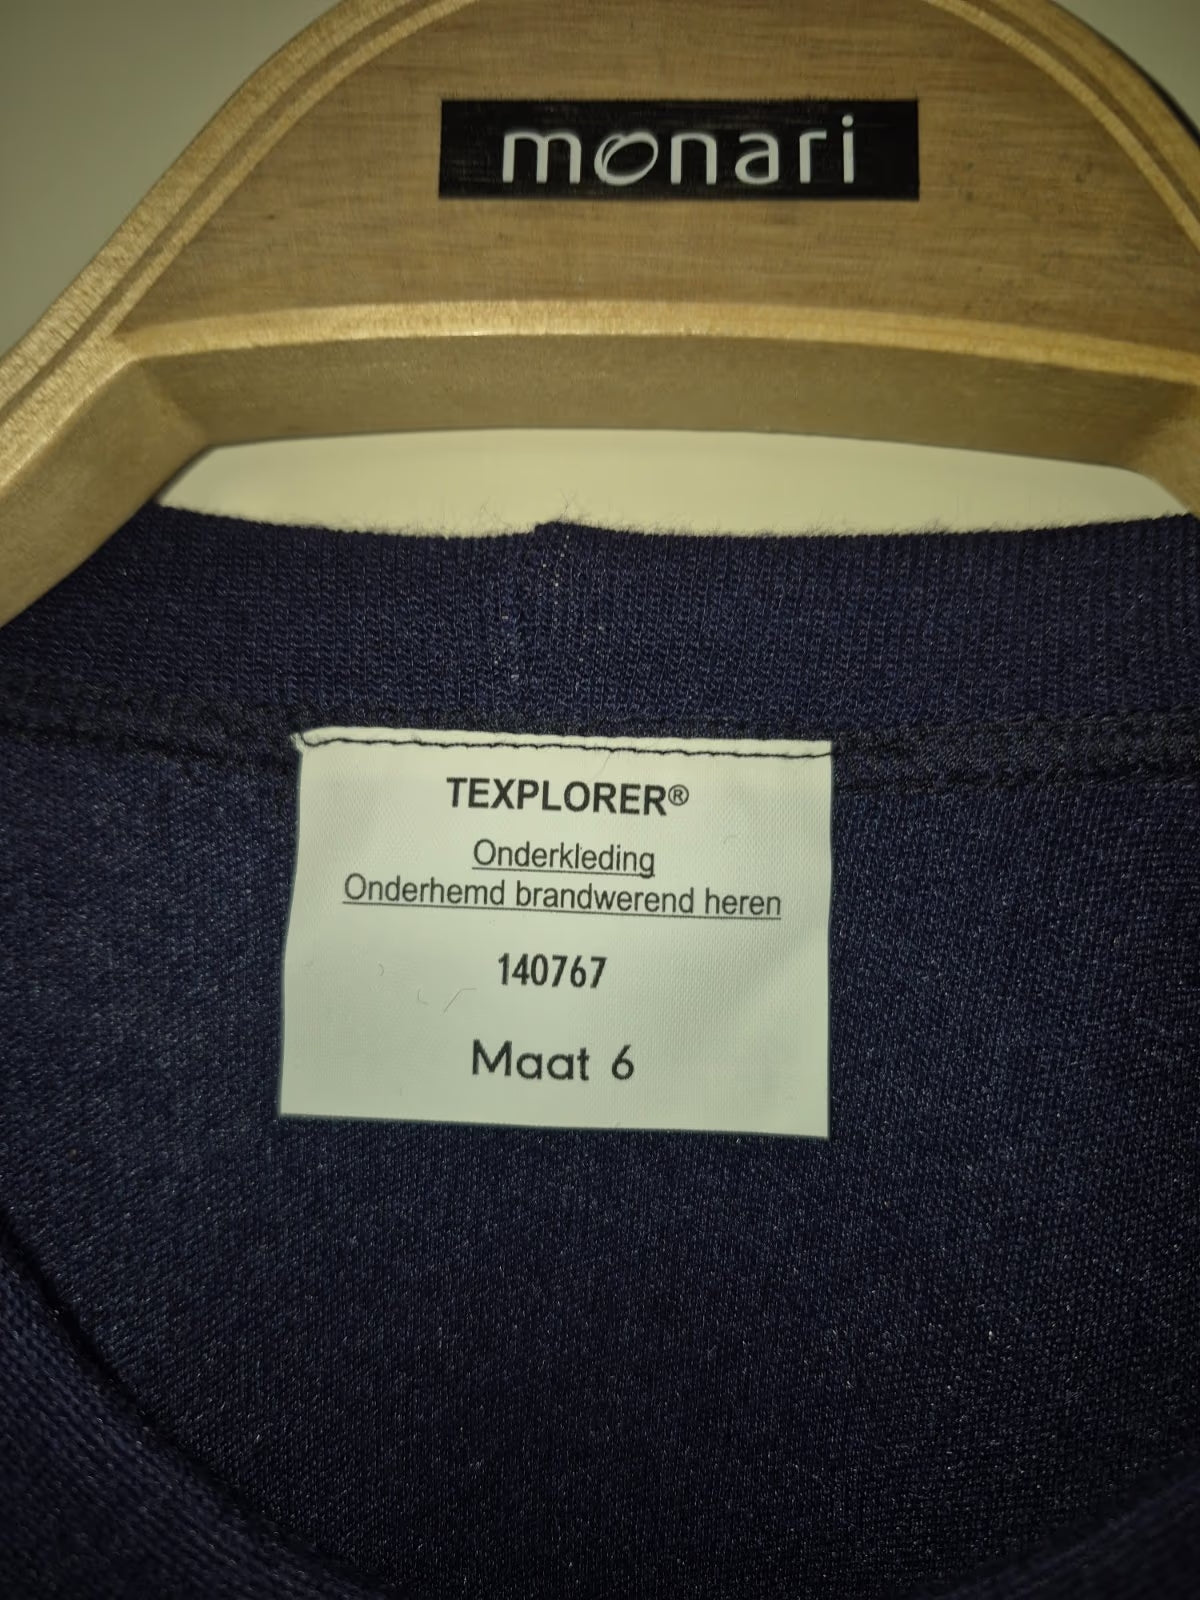 monari
TEXPLORER®
Onderkleding
Onderhemd brandwerend heren
140767
Maat 6